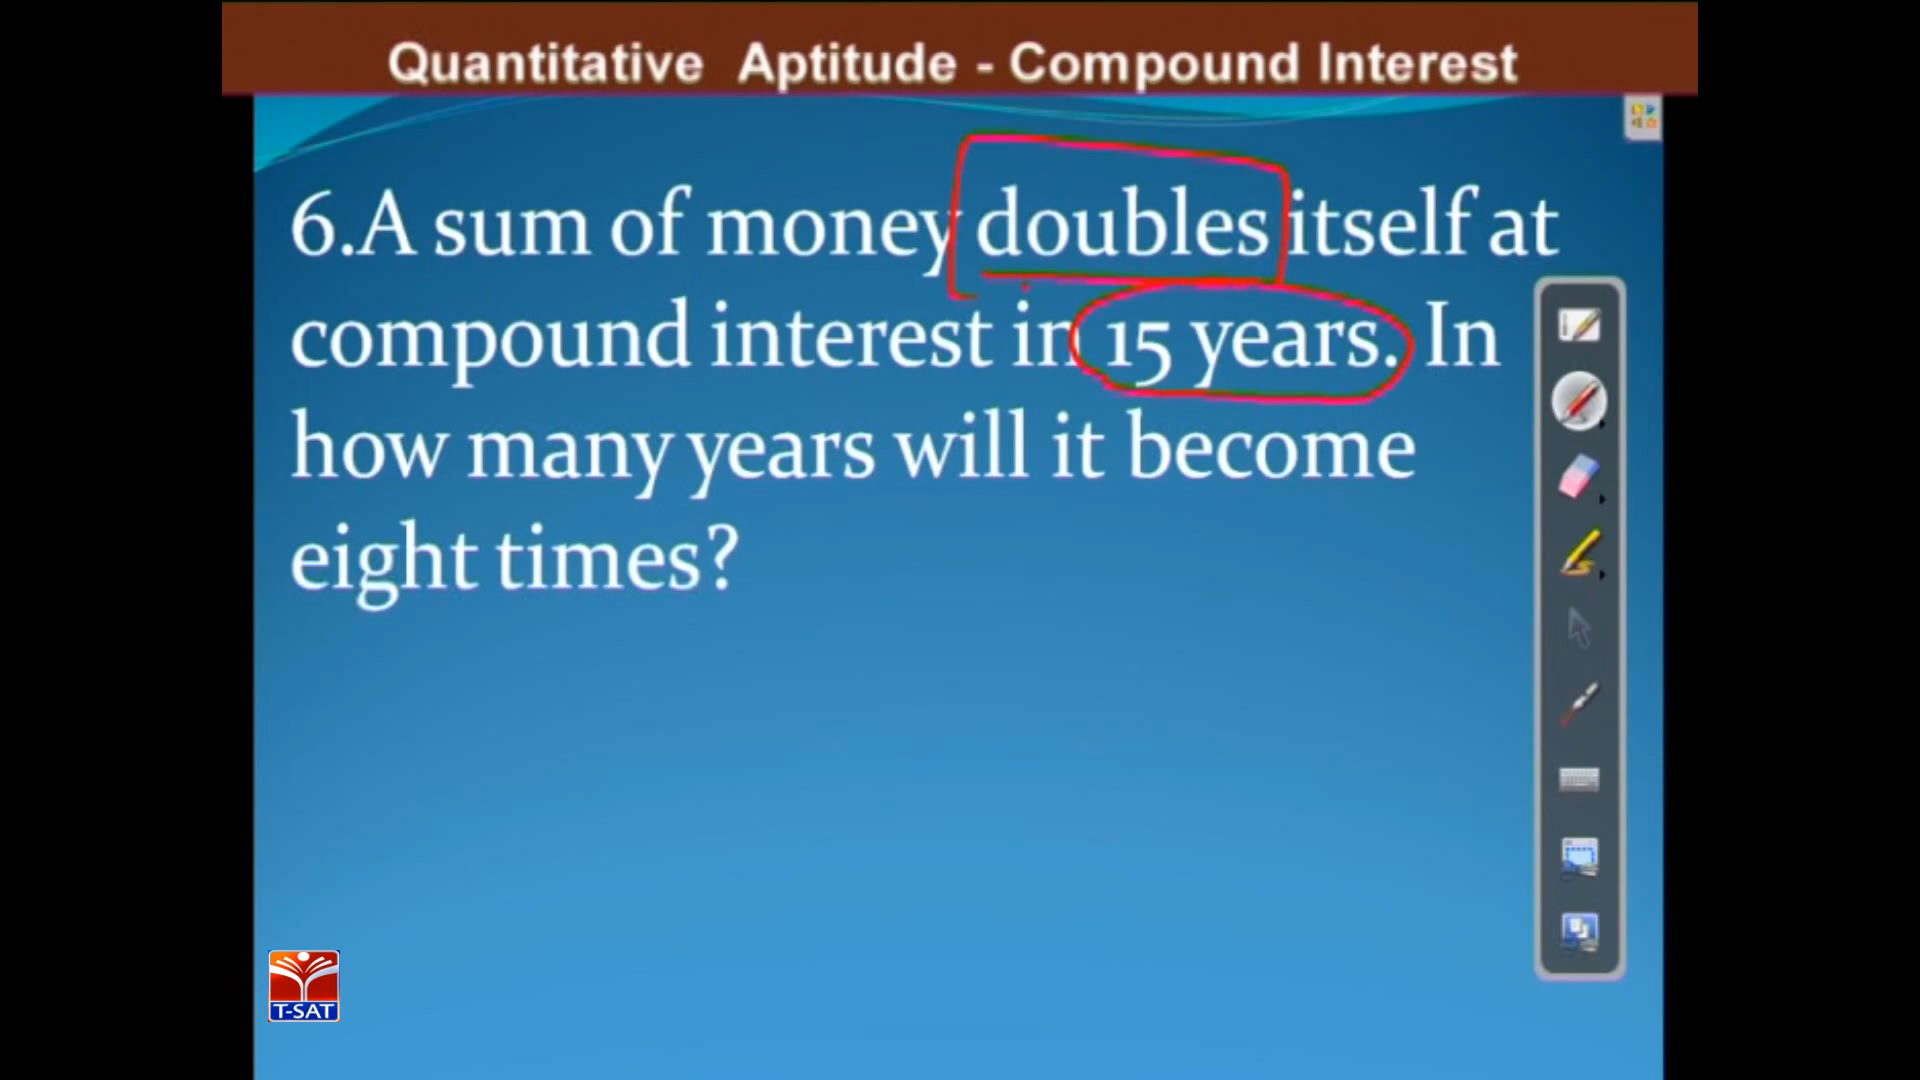 Quantitative Aptitude - Compound Interest
6.A sum of money doubles itself at
compound interest in 15 years. In
how many years will it become
eight times?
T-SAT